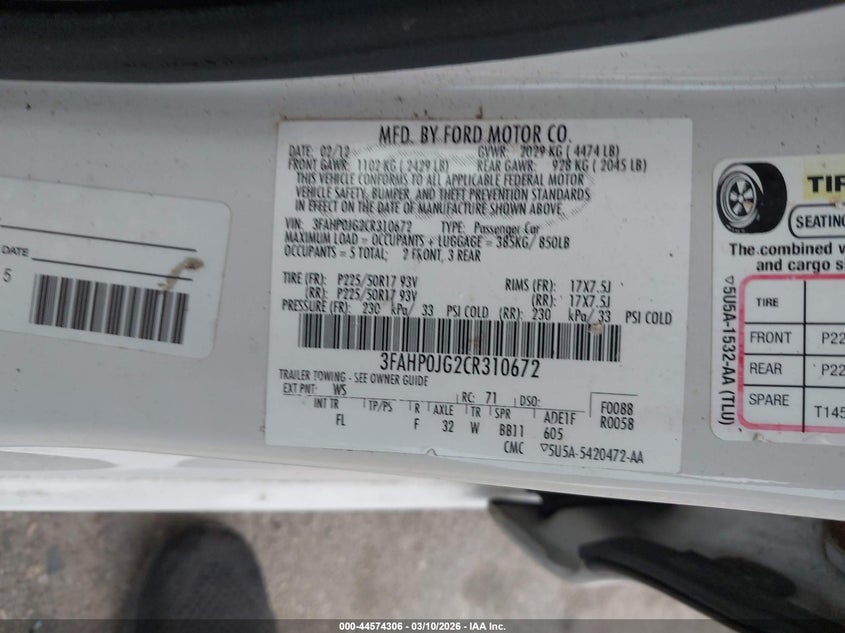 MFD. BY FORD MOTOR CO.
DATE: 02/12 GVWR: 2029 KG ( 4474 LB)
FRONT GAWR: 1102 KG ( 2429 LB) REAR GAWR: 928 KG ( 2045 LB)
THIS VEHICLE CONFORMS TO ALL APPLICABLE FEDERAL MOTOR
VEHICLE SAFETY, BUMPER, AND THEFT PREVENTION STANDARDS
IN EFFECT ON THE DATE OF MANUFACTURE SHOWN ABOVE.
VIN: 3FAHP0JG2CR310672 TYPE: Passenger Car
MAXIMUM LOAD = OCCUPANTS + LUGGAGE = 385KG/ 850LB
OCCUPANTS = 5 TOTAL; 2 FRONT, 3 REAR
TIRE (FR): P225/50R17 93V RIMS (FR): 17X7.5J
(RR): P225/50R17 93V (RR): 17X7.5J
PRESSURE (FR): 230 kPa/ 33 PSI COLD (RR): 230 kPa/ 33 PSI COLD
3FAHP0JG2CR310672
TRAILER TOWING - SEE OWNER GUIDE
EXT PNT: WS RC: 71 DSO: F0088
INT TR TP/PS R AXLE TR SPR ADE1F R0058
FL F 32 W BB11 605
CMC ▽5U5A-5420472-AA
DATE
5
TIR
SEATING
The combined w
and cargo s
TIRE
FRONT P22
REAR P22
SPARE T145
▽5U5A-1532-AA (TLU)
000-44574306 - 03/10/2026 - IAA Inc.